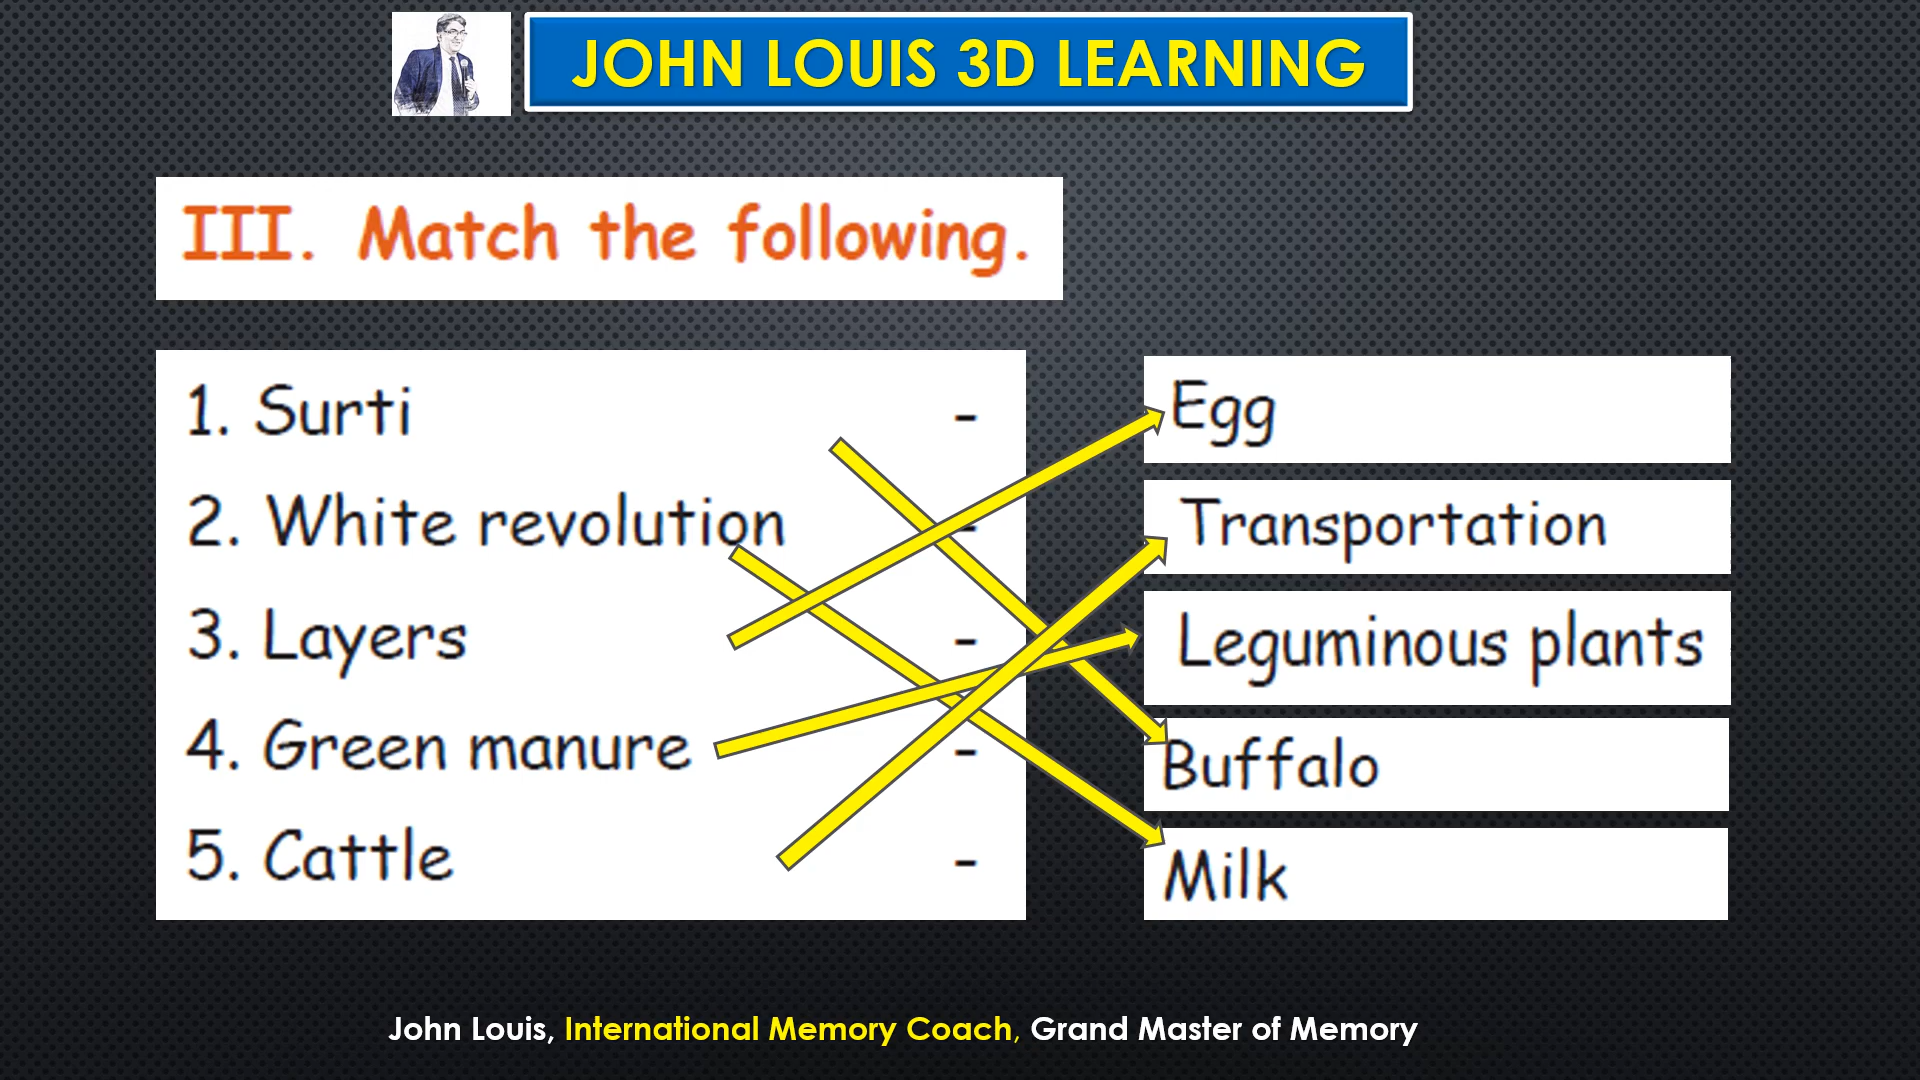 JOHN LOUIS 3D LEARNING
III. Match the following.
1. Surti -
2. White revolution -
3. Layers -
4. Green manure -
5. Cattle -
Egg
Transportation
Leguminous plants
Buffalo
Milk
John Louis, International Memory Coach, Grand Master of Memory